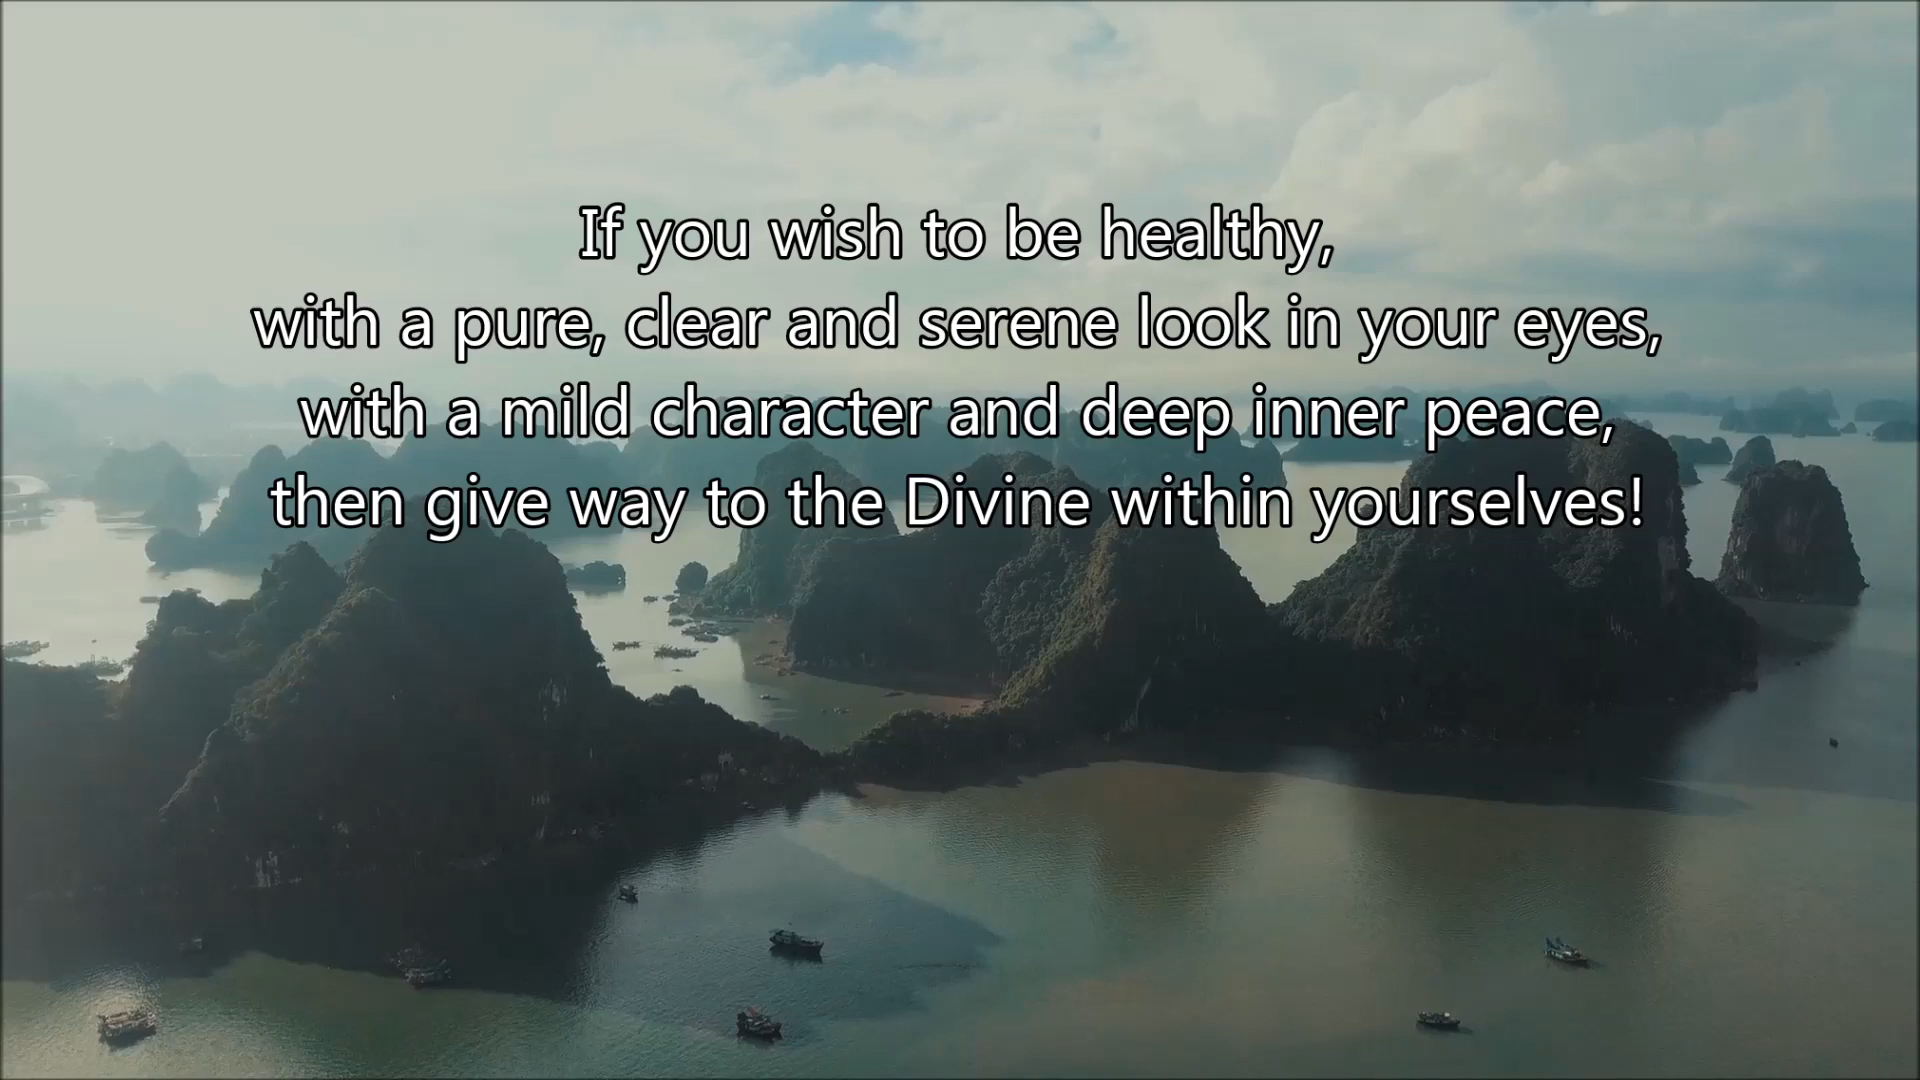 If you wish to be healthy,
with a pure, clear and serene look in your eyes,
with a mild character and deep inner peace,
then give way to the Divine within yourselves!